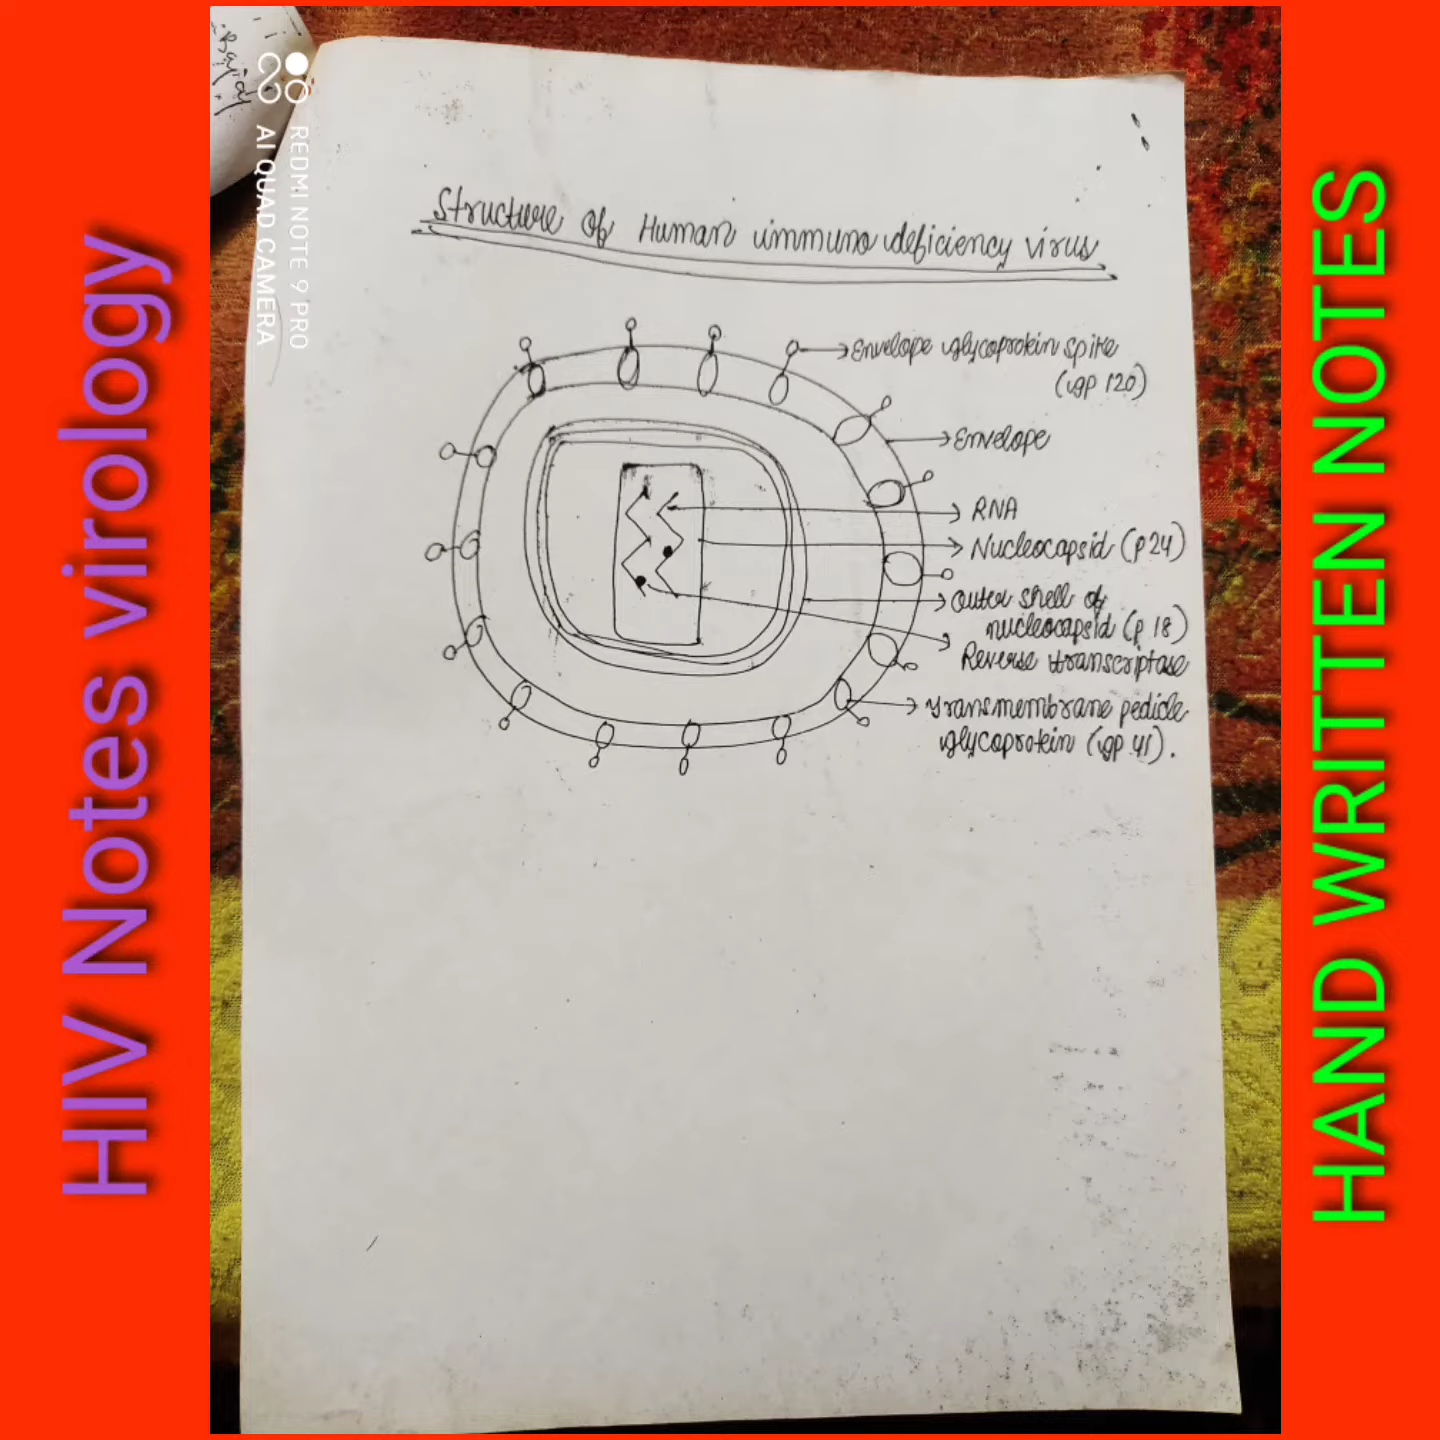 HIV Notes virology
HAND WRITTEN NOTES
REDMI NOTE 9 PRO
AI QUAD CAMERA
Structure of Human immuno deficiency virus
Envelope glycoprotein spike
(gp 120)
Envelope
RNA
Nucleocapsid (p24)
Outer shell of
nucleocapsid (p 18)
Reverse transcriptase
Transmembrane pedicle
glycoprotein (gp 41).